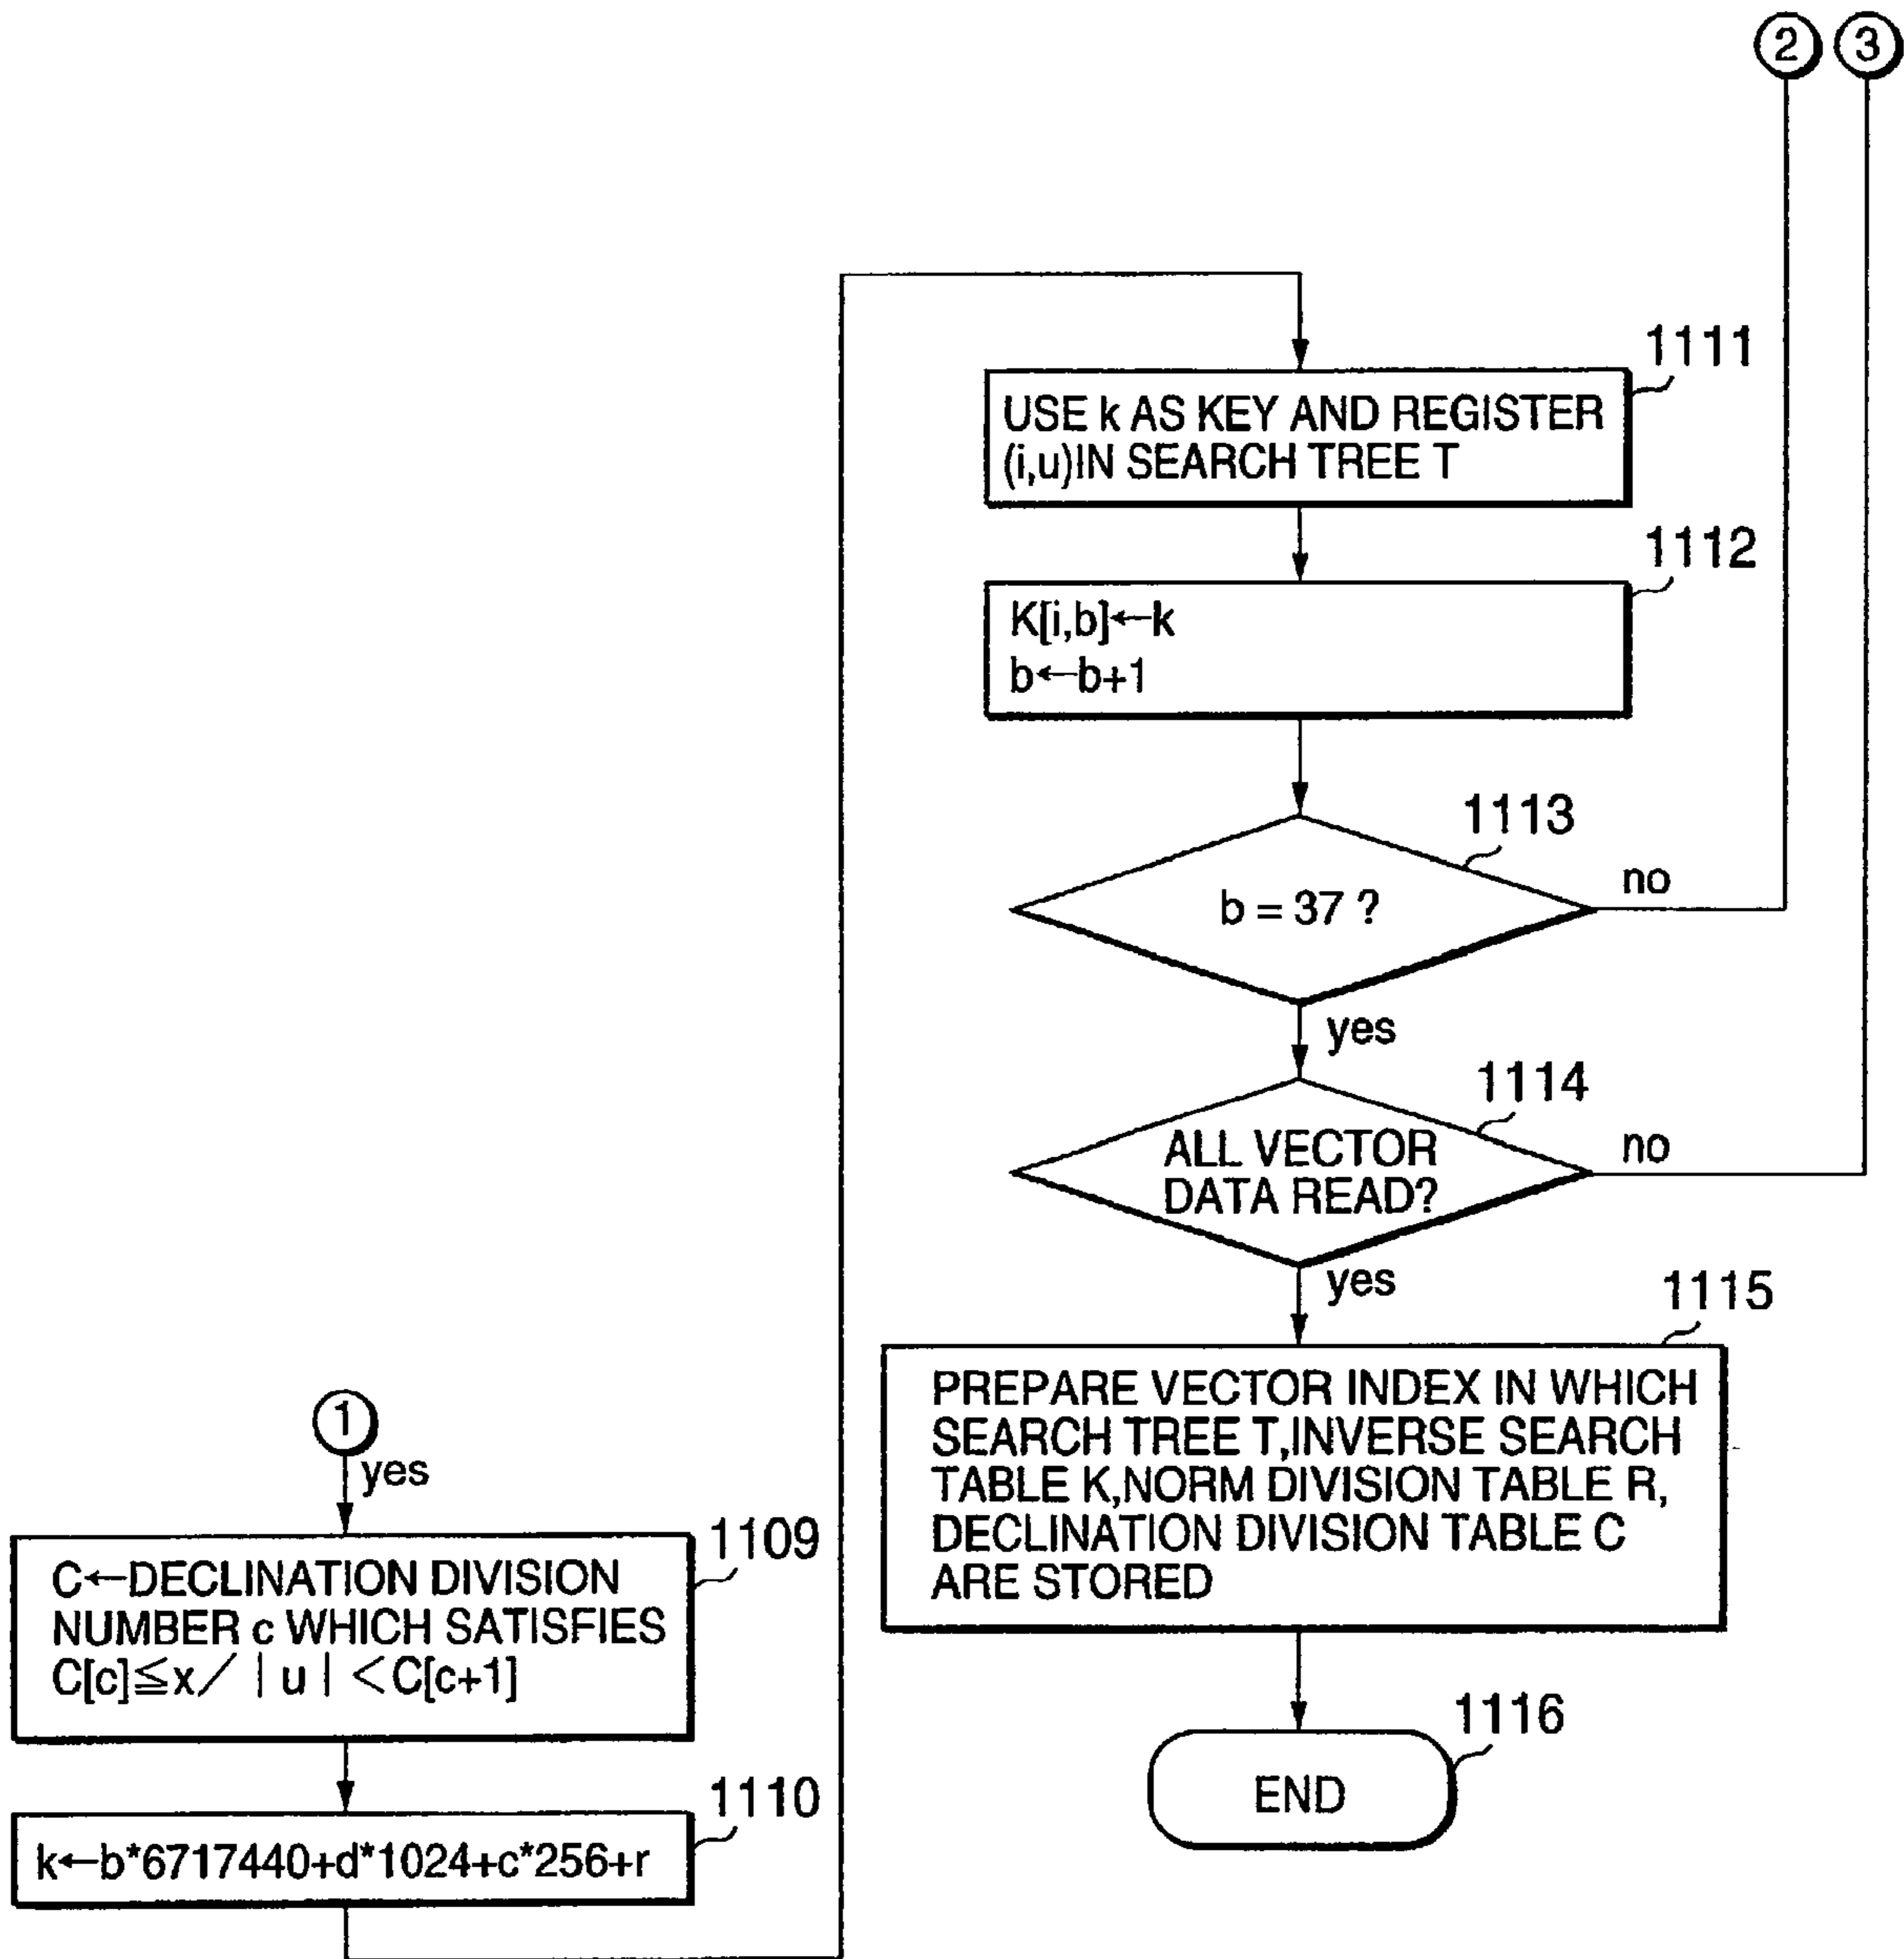 2 3
1
yes
1109
C←DECLINATION DIVISION
NUMBER c WHICH SATISFIES
C[c]≦x／|u|<C[c+1]
1110
k←b*6717440+d*1024+c*256+r
1111
USE k AS KEY AND REGISTER
(i,u)IN SEARCH TREE T
1112
K[i,b]←k
b←b+1
1113
b = 37 ?
no
yes
1114
ALL VECTOR
DATA READ?
no
yes
1115
PREPARE VECTOR INDEX IN WHICH
SEARCH TREE T,INVERSE SEARCH
TABLE K,NORM DIVISION TABLE R,
DECLINATION DIVISION TABLE C
ARE STORED
1116
END